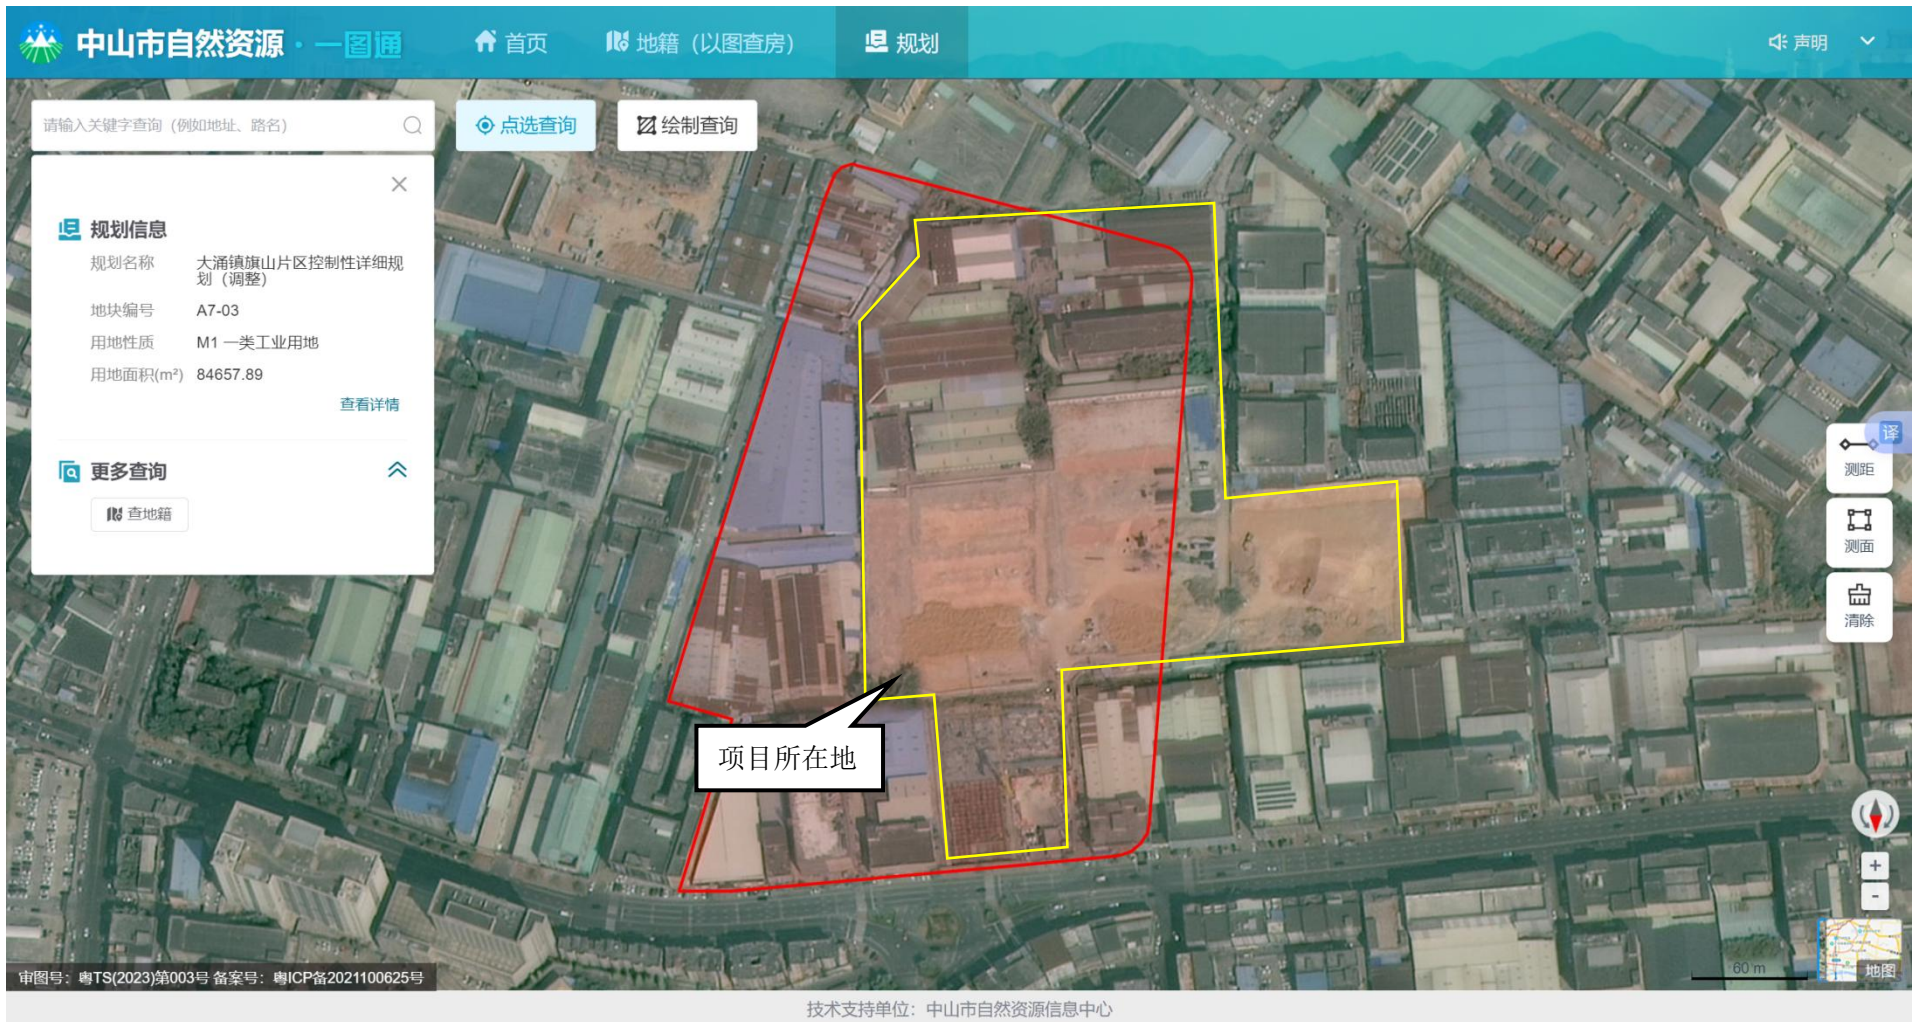 中山市自然资源·一图通
首页
地籍（以图查房）
规划
声明
请输入关键字查询（例如地址、路名）
点选查询
绘制查询
规划信息
规划名称 大涌镇旗山片区控制性详细规
划（调整）
地块编号 A7-03
用地性质 M1 一类工业用地
用地面积(m²) 84657.89
查看详情
更多查询
查地籍
译
测距
测面
清除
项目所在地
+
-
60 m
地图
审图号：粤TS(2023)第003号 备案号：粤ICP备2021100625号
技术支持单位：中山市自然资源信息中心